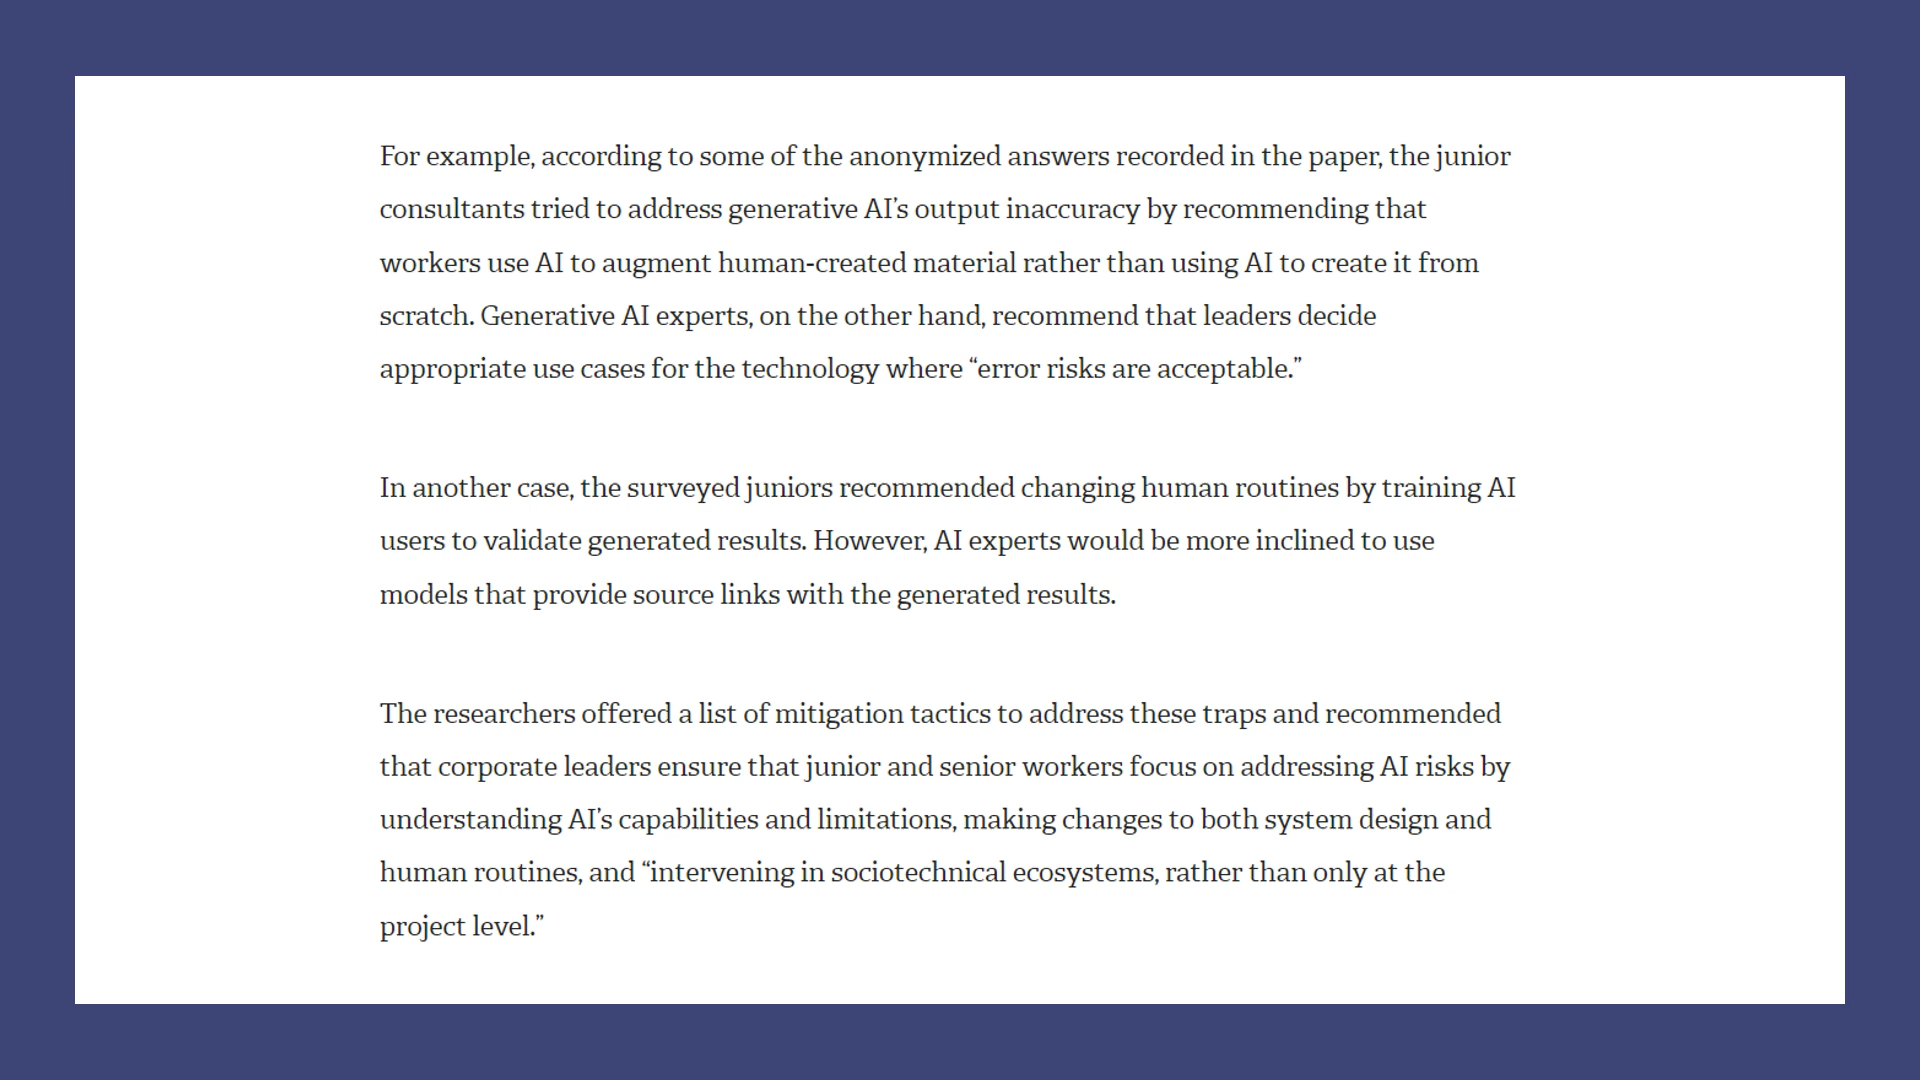 For example, according to some of the anonymized answers recorded in the paper, the junior
consultants tried to address generative AI’s output inaccuracy by recommending that
workers use AI to augment human-created material rather than using AI to create it from
scratch. Generative AI experts, on the other hand, recommend that leaders decide
appropriate use cases for the technology where “error risks are acceptable.”
In another case, the surveyed juniors recommended changing human routines by training AI
users to validate generated results. However, AI experts would be more inclined to use
models that provide source links with the generated results.
The researchers offered a list of mitigation tactics to address these traps and recommended
that corporate leaders ensure that junior and senior workers focus on addressing AI risks by
understanding AI’s capabilities and limitations, making changes to both system design and
human routines, and “intervening in sociotechnical ecosystems, rather than only at the
project level.”